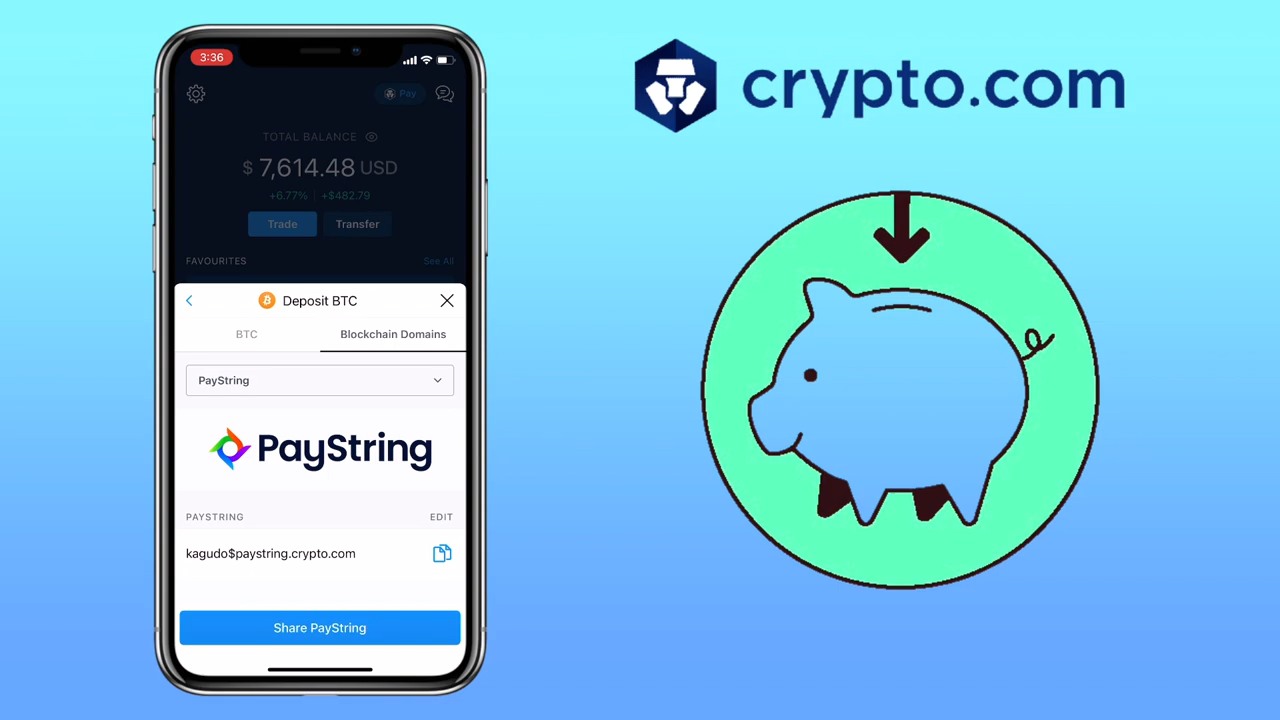 3:36
Pay
TOTAL BALANCE
$ 7,614.48 USD
+6.77% | +$482.79
Trade Transfer
FAVOURITES See All
Deposit BTC
BTC Blockchain Domains
PayString
PayString
PAYSTRING EDIT
kagudo$paystring.crypto.com
Share PayString
crypto.com